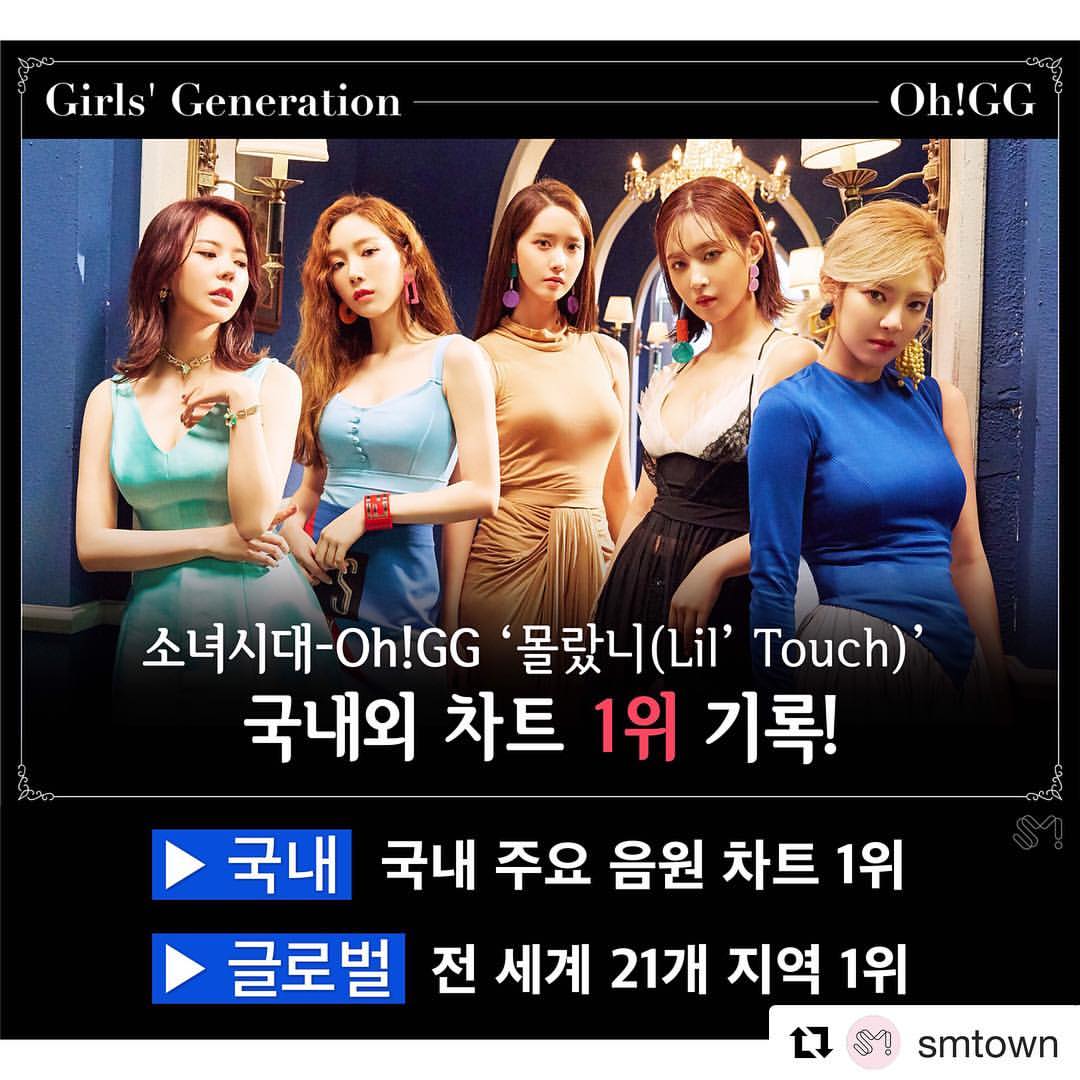 Girls' Generation
Oh!GG
소녀시대-Oh!GG ‘몰랐니(Lil’ Touch)’
국내외 차트 1위 기록!
▶ 국내 국내 주요 음원 차트 1위
▶ 글로벌 전 세계 21개 지역 1위
smtown